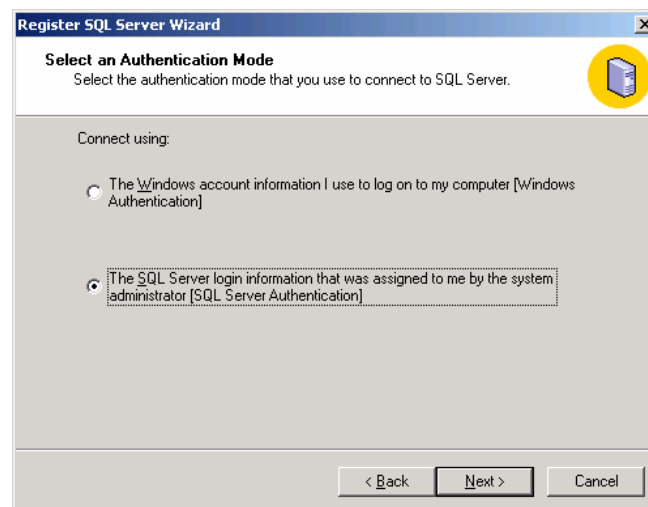 Register SQL Server Wizard
Select an Authentication Mode
Select the authentication mode that you use to connect to SQL Server.
Connect using:
The Windows account information I use to log on to my computer [Windows
Authentication]
The SQL Server login information that was assigned to me by the system
administrator [SQL Server Authentication]
< Back
Next >
Cancel